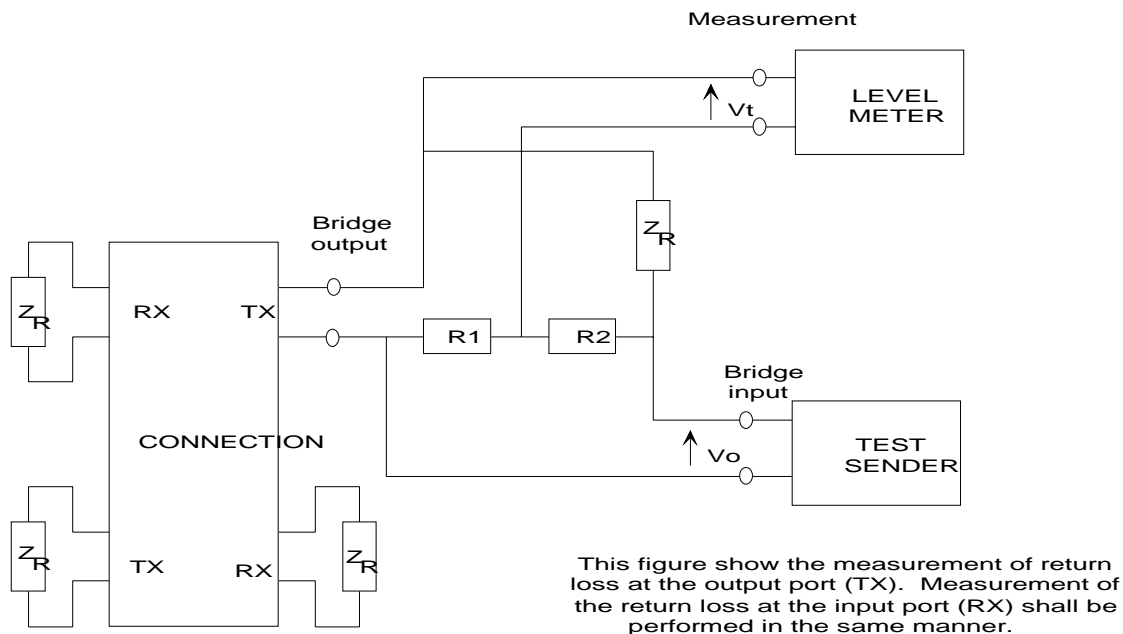 Measurement
LEVEL
METER
Vt
Bridge
output
Z
R
Z
R
RX
TX
R1
R2
Bridge
input
CONNECTION
Vo
TEST
SENDER
Z
R
TX
RX
Z
R
This figure show the measurement of return
loss at the output port (TX). Measurement of
the return loss at the input port (RX) shall be
performed in the same manner.